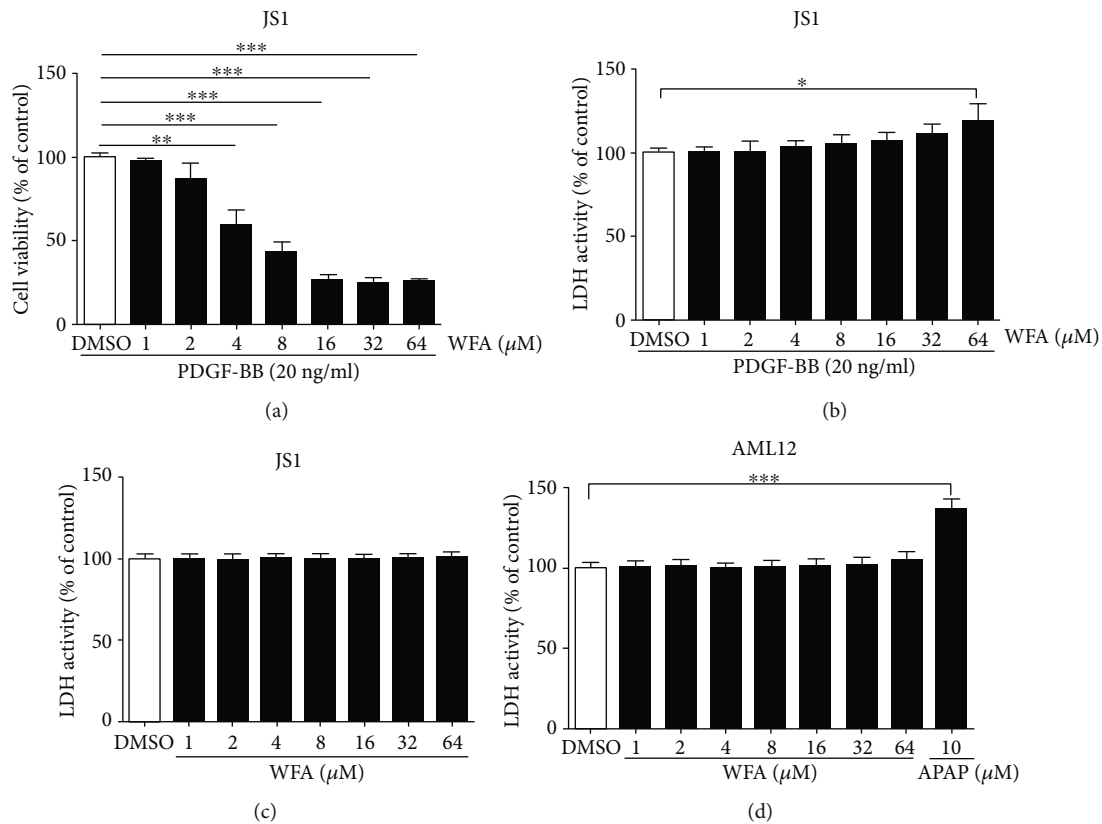 JS1
Cell viability (% of control)
150
100
50
0
***
***
***
***
**
DMSO 1 2 4 8 16 32 64 WFA (μM)
PDGF-BB (20 ng/ml)
(a)
JS1
LDH activity (% of control)
150
100
50
0
*
DMSO 1 2 4 8 16 32 64 WFA (μM)
PDGF-BB (20 ng/ml)
(b)
JS1
LDH activity (% of control)
150
100
50
0
DMSO 1 2 4 8 16 32 64
WFA (μM)
(c)
AML12
LDH activity (% of control)
150
100
50
0
***
DMSO 1 2 4 8 16 32 64 10
WFA (μM) APAP (μM)
(d)